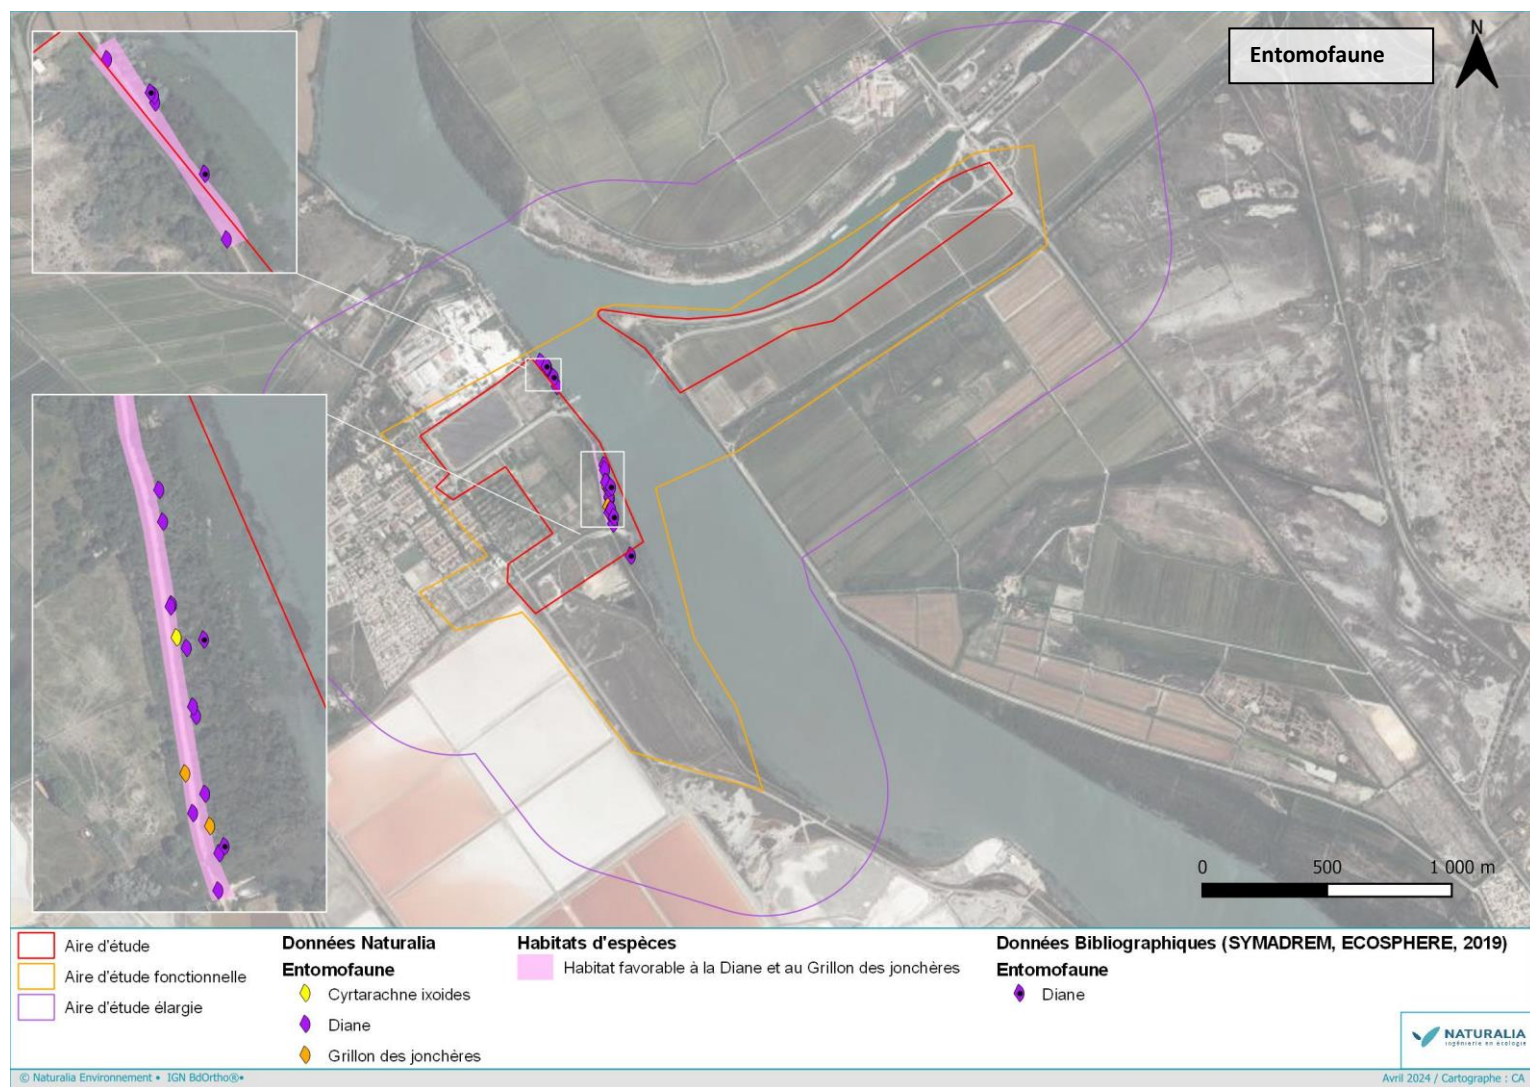 Entomofaune
N
0 500 1 000 m
Aire d'étude
Aire d'étude fonctionnelle
Aire d'étude élargie
Données Naturalia
Entomofaune
Cyrtarachne ixoides
Diane
Grillon des jonchères
Habitats d'espèces
Habitat favorable à la Diane et au Grillon des jonchères
Données Bibliographiques (SYMADREM, ECOSPHERE, 2019)
Entomofaune
Diane
NATURALIA
ingénierie en écologie
© Naturalia Environnement • IGN BdOrtho®•
Avril 2024 / Cartographe : CA